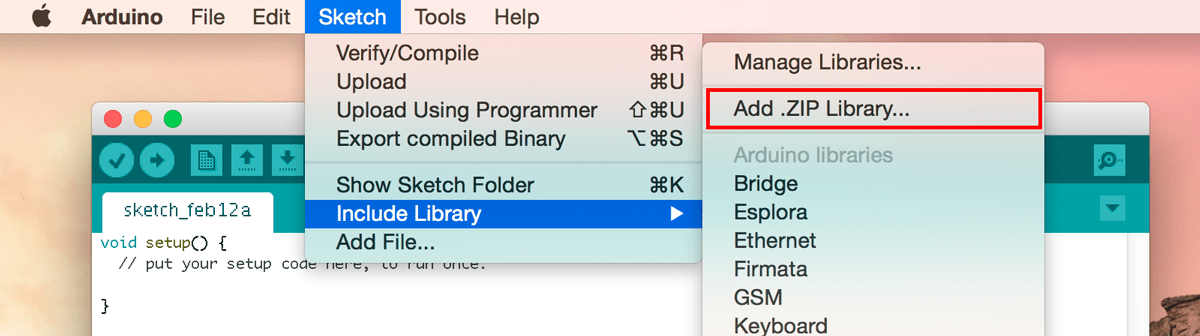 Arduino File Edit Sketch Tools Help
Verify/Compile ⌘R
Upload ⌘U
Upload Using Programmer ⇧⌘U
Export compiled Binary ⌥⌘S
Show Sketch Folder ⌘K
Include Library ▶
Add File...
Manage Libraries...
Add .ZIP Library...
Arduino libraries
Bridge
Esplora
Ethernet
Firmata
GSM
Keyboard
sketch_feb12a
void setup() {
// put your setup code here, to run once:
}